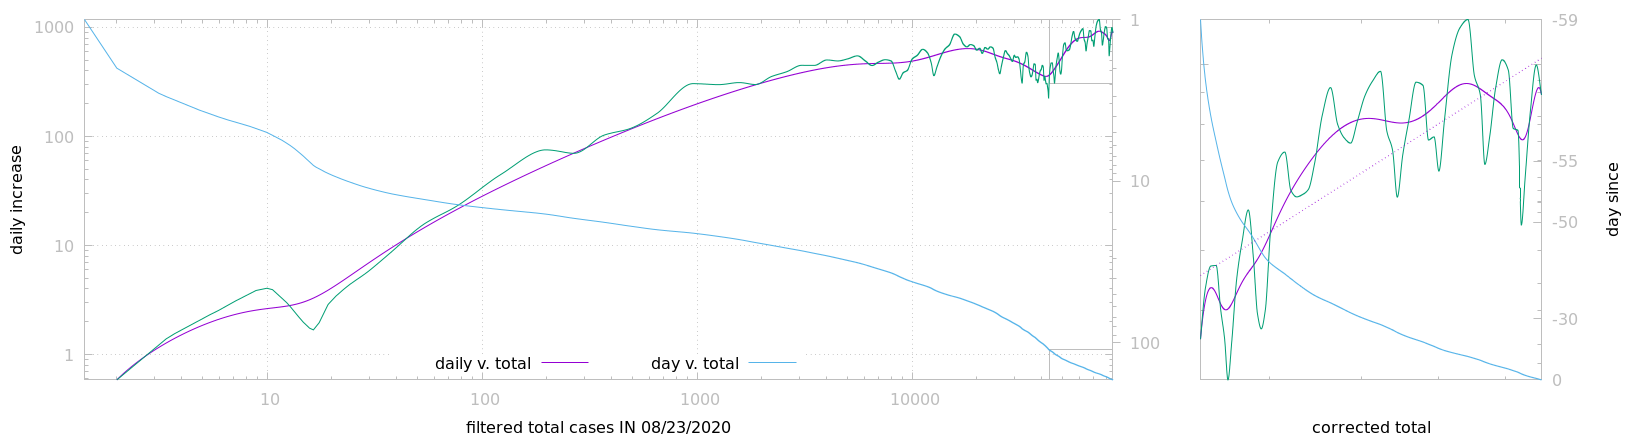 1000
100
10
1
daily increase
10
100
1000
10000
filtered total cases IN 08/23/2020
daily v. total
day v. total
1
10
100
-59
-55
-50
-30
0
day since
corrected total